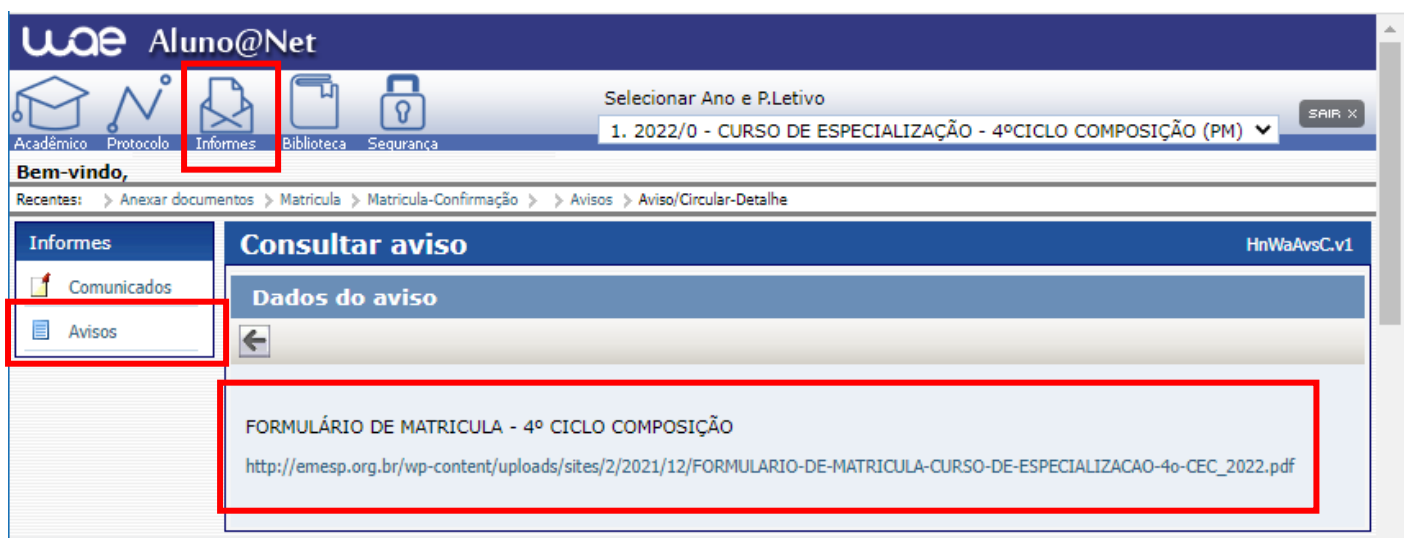 wae Aluno@Net
Selecionar Ano e P.Letivo
1. 2022/0 - CURSO DE ESPECIALIZAÇÃO - 4ºCICLO COMPOSIÇÃO (PM)
SAIR X
Acadêmico Protocolo Informes Biblioteca Segurança
Bem-vindo,
Recentes: > Anexar documentos > Matricula > Matricula-Confirmação > > Avisos > Aviso/Circular-Detalhe
Informes
Comunicados
Avisos
Consultar aviso
HnWaAvsC.v1
Dados do aviso
FORMULÁRIO DE MATRICULA - 4º CICLO COMPOSIÇÃO
http://emesp.org.br/wp-content/uploads/sites/2/2021/12/FORMULARIO-DE-MATRICULA-CURSO-DE-ESPECIALIZACAO-4o-CEC_2022.pdf